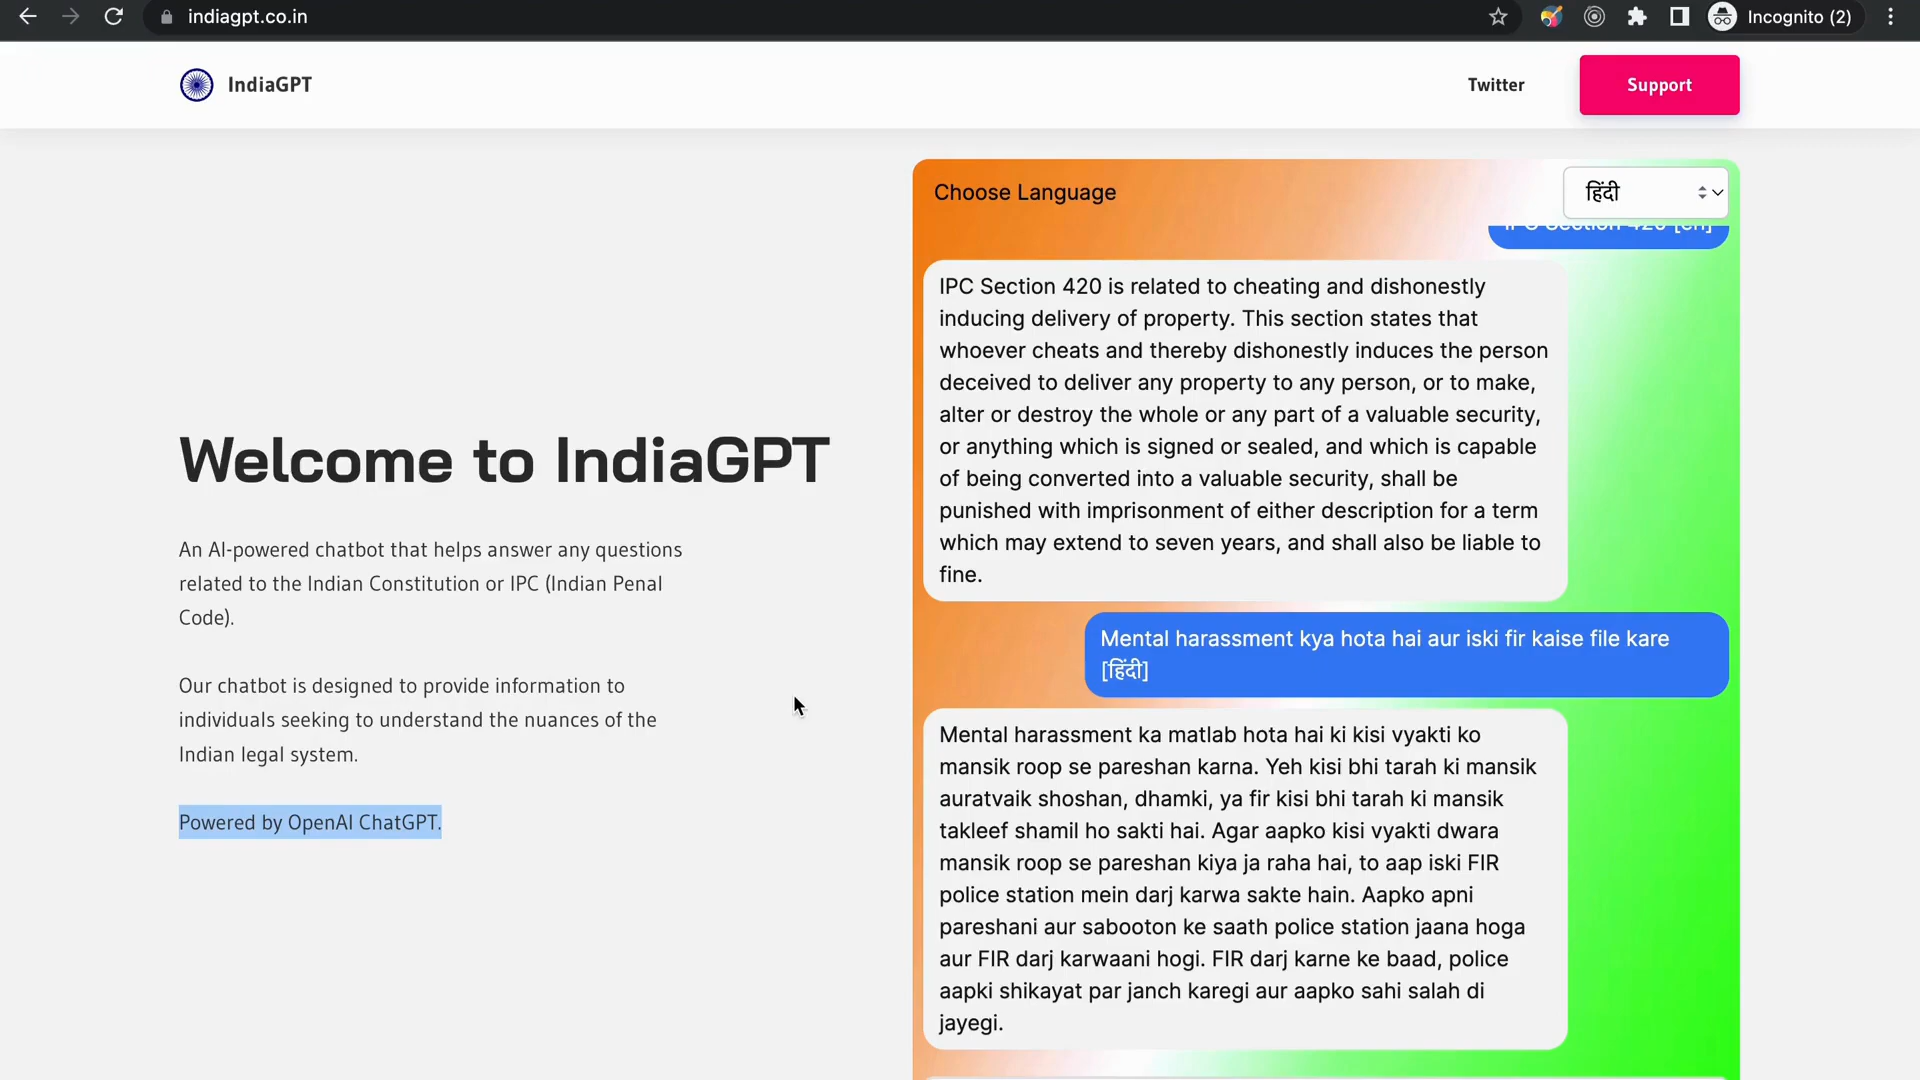 indiagpt.co.in
Incognito (2)
IndiaGPT
Twitter
Support
Welcome to IndiaGPT
An AI-powered chatbot that helps answer any questions
related to the Indian Constitution or IPC (Indian Penal
Code).
Our chatbot is designed to provide information to
individuals seeking to understand the nuances of the
Indian legal system.
Powered by OpenAI ChatGPT.
Choose Language
हिंदी
IPC Section 420 [en]
IPC Section 420 is related to cheating and dishonestly
inducing delivery of property. This section states that
whoever cheats and thereby dishonestly induces the person
deceived to deliver any property to any person, or to make,
alter or destroy the whole or any part of a valuable security,
or anything which is signed or sealed, and which is capable
of being converted into a valuable security, shall be
punished with imprisonment of either description for a term
which may extend to seven years, and shall also be liable to
fine.
Mental harassment kya hota hai aur iski fir kaise file kare
[हिंदी]
Mental harassment ka matlab hota hai ki kisi vyakti ko
mansik roop se pareshan karna. Yeh kisi bhi tarah ki mansik
auratvaik shoshan, dhamki, ya fir kisi bhi tarah ki mansik
takleef shamil ho sakti hai. Agar aapko kisi vyakti dwara
mansik roop se pareshan kiya ja raha hai, to aap iski FIR
police station mein darj karwa sakte hain. Aapko apni
pareshani aur sabooton ke saath police station jaana hoga
aur FIR darj karwaani hogi. FIR darj karne ke baad, police
aapki shikayat par janch karegi aur aapko sahi salah di
jayegi.